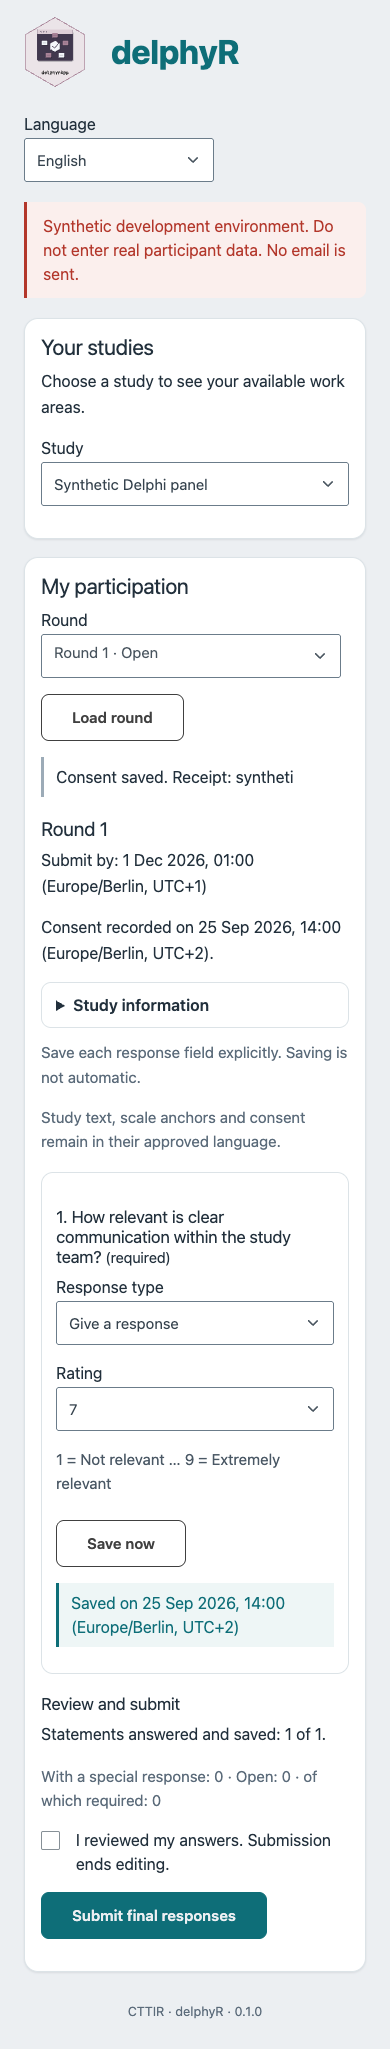 delphyRapp
delphyR
Language
English
Synthetic development environment. Do
not enter real participant data. No email is
sent.
Your studies
Choose a study to see your available work
areas.
Study
Synthetic Delphi panel
My participation
Round
Round 1 · Open
Load round
Consent saved. Receipt: syntheti
Round 1
Submit by: 1 Dec 2026, 01:00
(Europe/Berlin, UTC+1)
Consent recorded on 25 Sep 2026, 14:00
(Europe/Berlin, UTC+2).
Study information
Save each response field explicitly. Saving is
not automatic.
Study text, scale anchors and consent
remain in their approved language.
1. How relevant is clear
communication within the study
team? (required)
Response type
Give a response
Rating
7
1 = Not relevant ... 9 = Extremely
relevant
Save now
Saved on 25 Sep 2026, 14:00
(Europe/Berlin, UTC+2)
Review and submit
Statements answered and saved: 1 of 1.
With a special response: 0 · Open: 0 · of
which required: 0
I reviewed my answers. Submission
ends editing.
Submit final responses
CTTIR · delphyR · 0.1.0